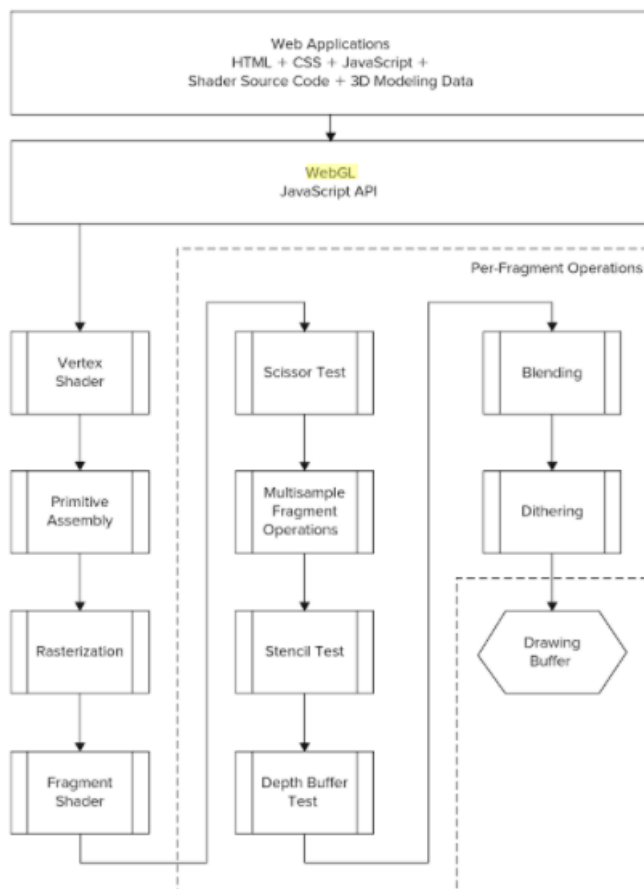 Web Applications
HTML + CSS + JavaScript +
Shader Source Code + 3D Modeling Data
WebGL
JavaScript API
Per-Fragment Operations
Vertex
Shader
Primitive
Assembly
Rasterization
Fragment
Shader
Scissor Test
Multisample
Fragment
Operations
Stencil Test
Depth Buffer
Test
Blending
Dithering
Drawing
Buffer